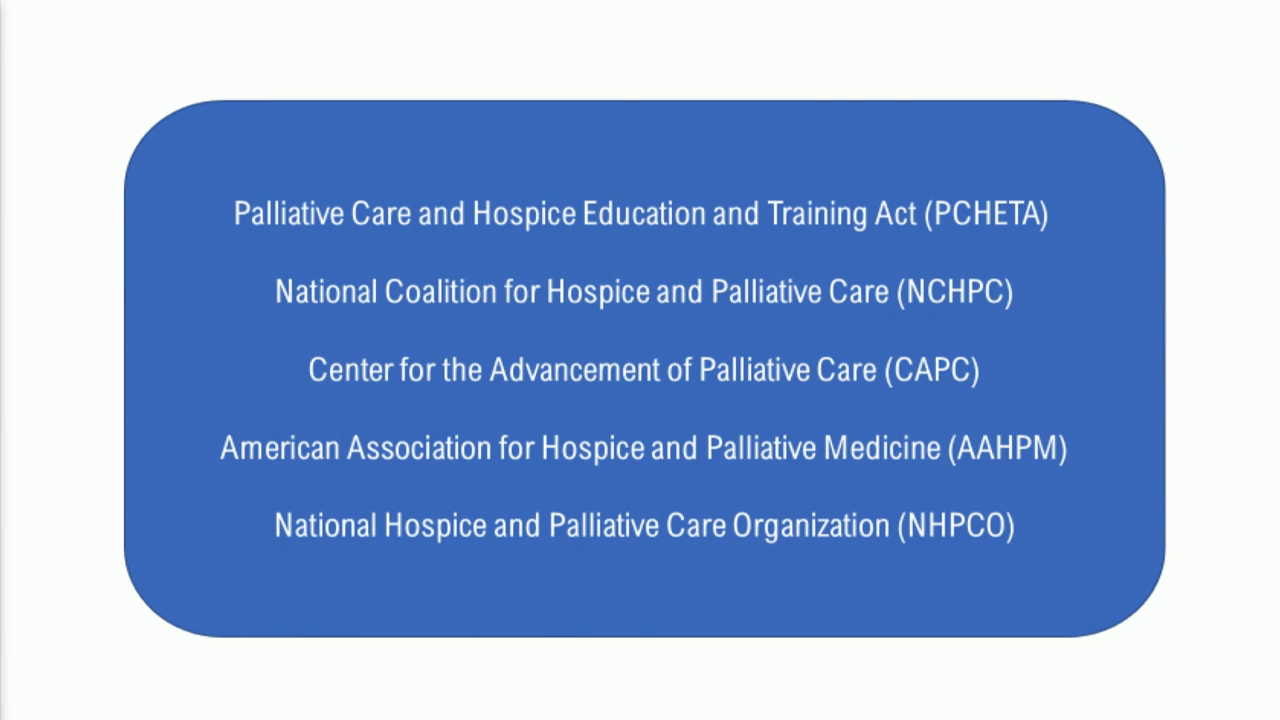 Palliative Care and Hospice Education and Training Act (PCHETA)
National Coalition for Hospice and Palliative Care (NCHPC)
Center for the Advancement of Palliative Care (CAPC)
American Association for Hospice and Palliative Medicine (AAHPM)
National Hospice and Palliative Care Organization (NHPCO)